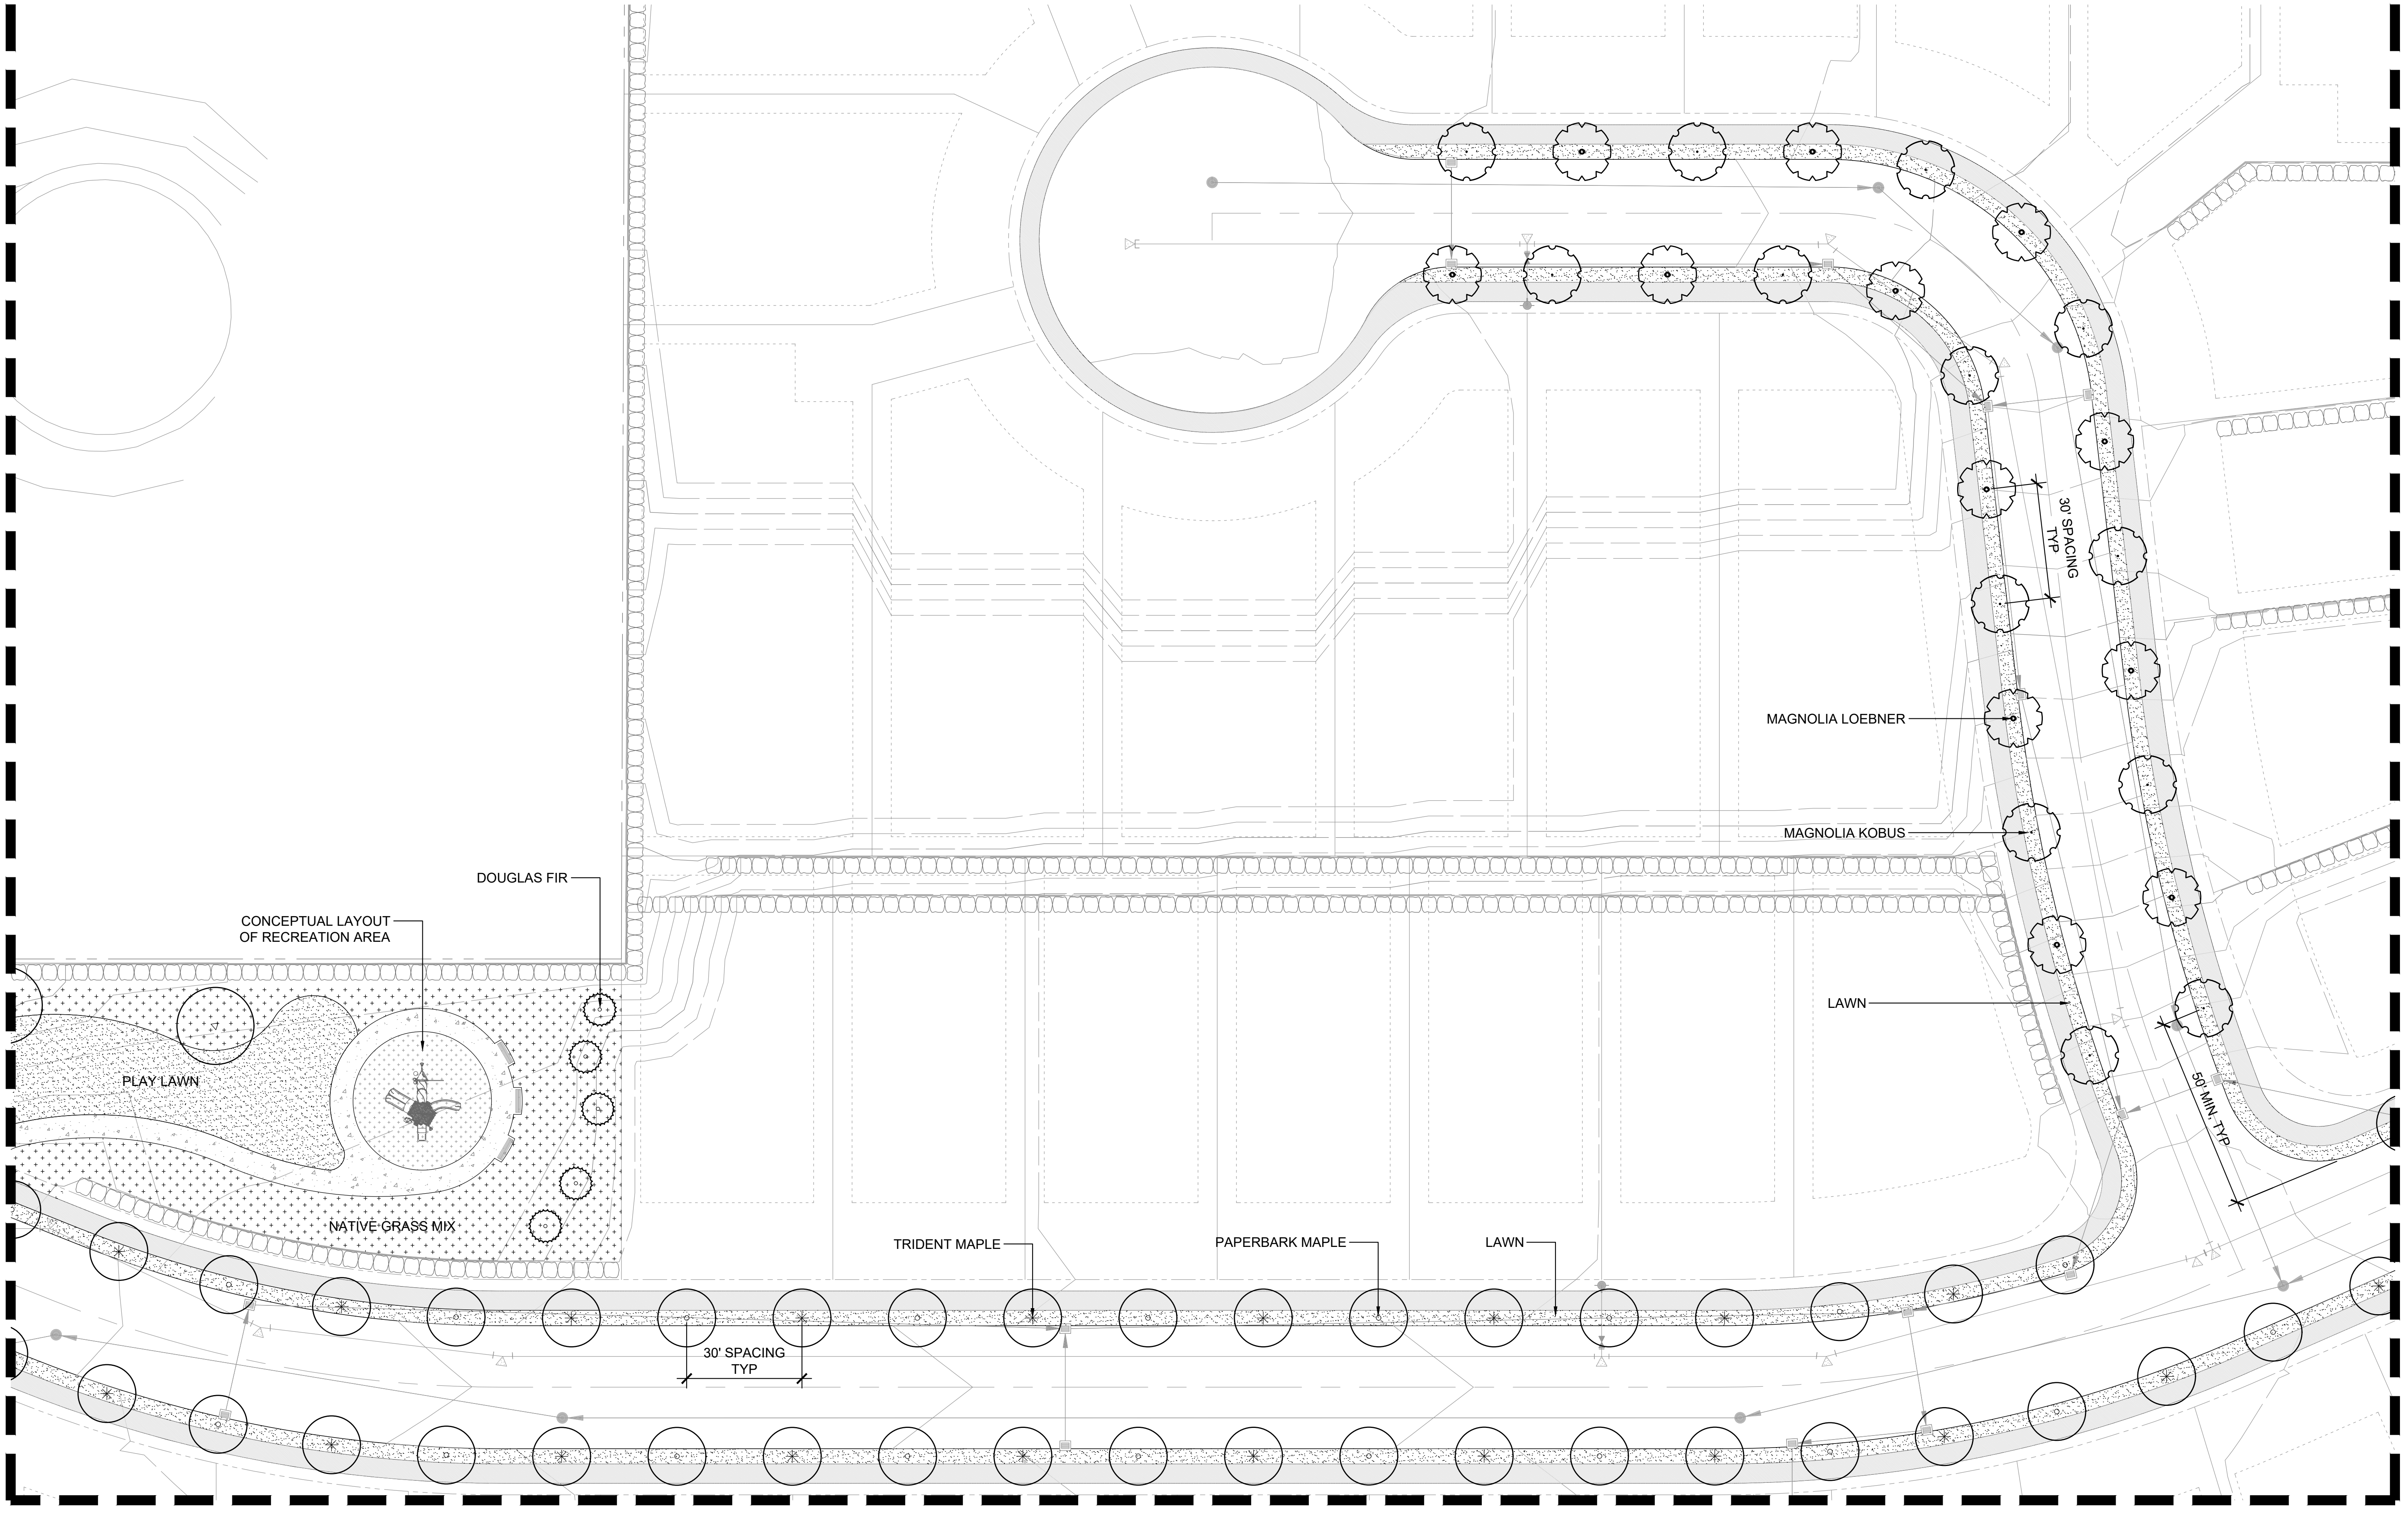 30' SPACING
TYP
MAGNOLIA LOEBNER
MAGNOLIA KOBUS
DOUGLAS FIR
CONCEPTUAL LAYOUT
OF RECREATION AREA
LAWN
PLAY LAWN
50' MIN, TYP
NATIVE GRASS MIX
TRIDENT MAPLE
PAPERBARK MAPLE
LAWN
30' SPACING
TYP